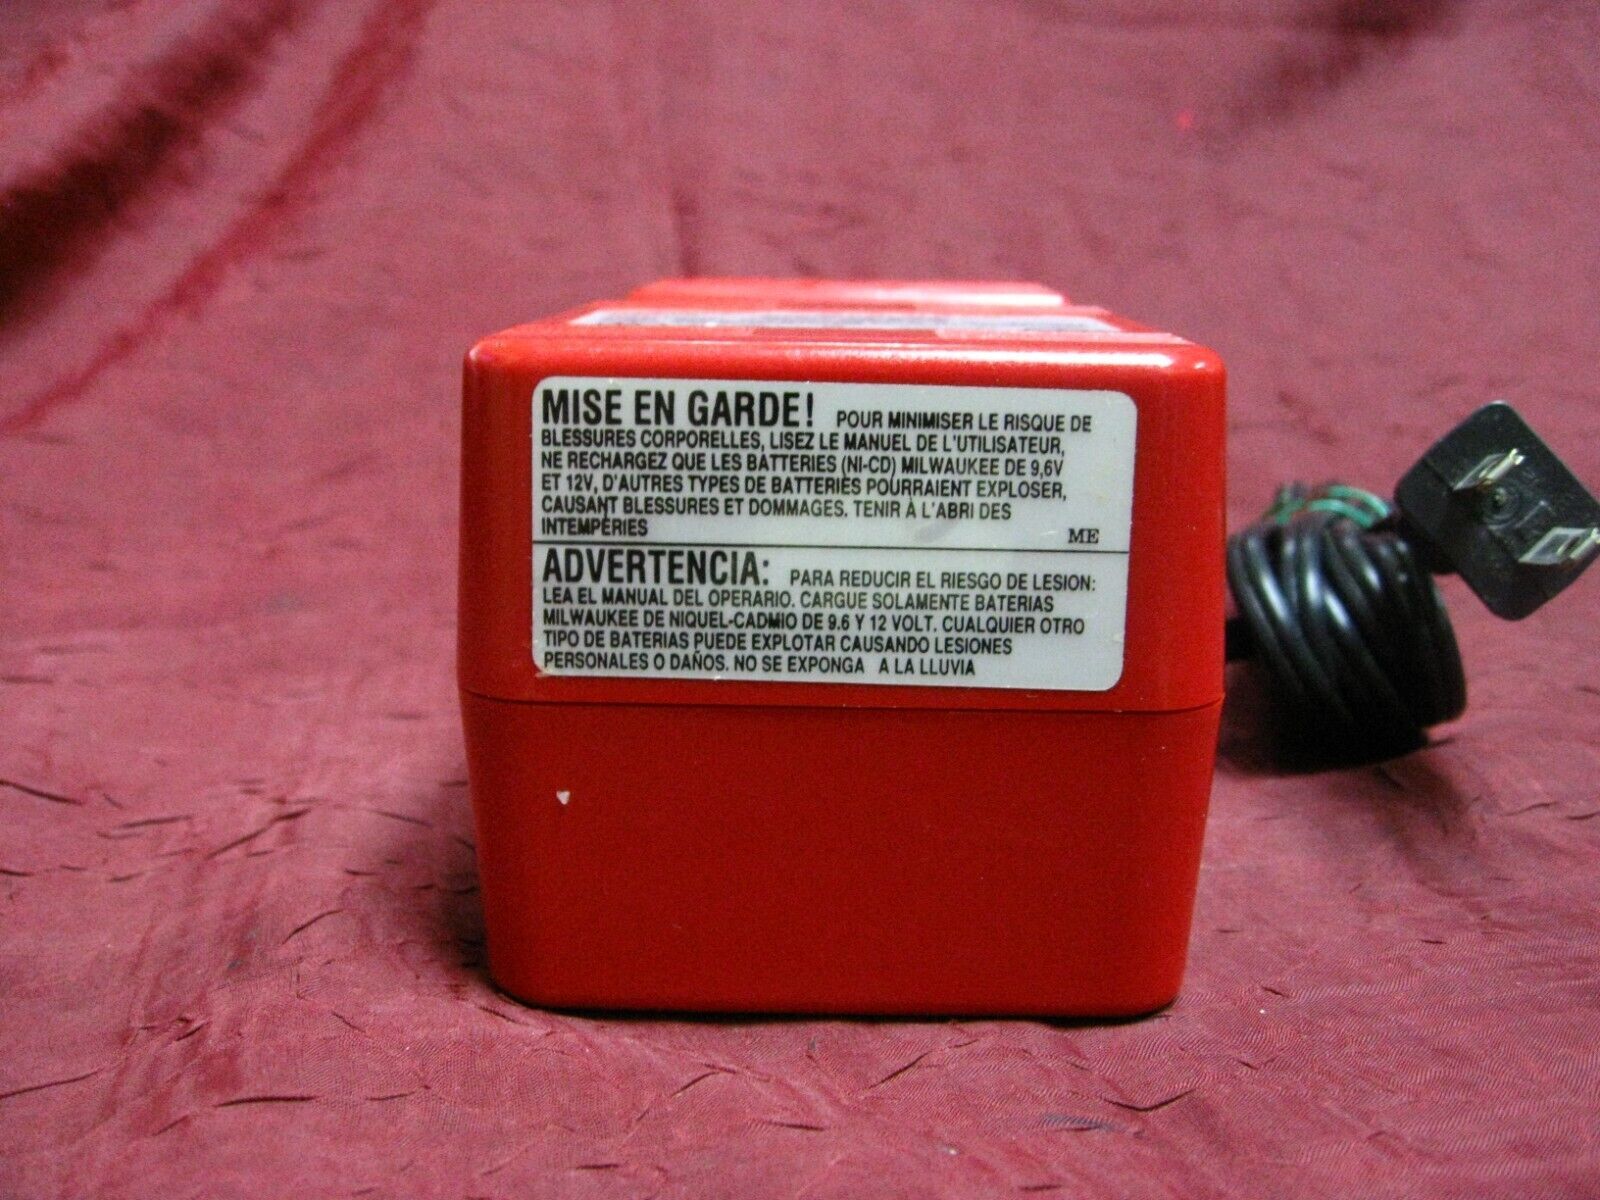 MISE EN GARDE! POUR MINIMISER LE RISQUE DE
BLESSURES CORPORELLES, LISEZ LE MANUEL DE L'UTILISATEUR,
NE RECHARGEZ QUE LES BATTERIES (NI-CD) MILWAUKEE DE 9,6V
ET 12V, D'AUTRES TYPES DE BATTERIES POURRAIENT EXPLOSER,
CAUSANT BLESSURES ET DOMMAGES. TENIR À L'ABRI DES
INTEMPÉRIES ME
ADVERTENCIA: PARA REDUCIR EL RIESGO DE LESION:
LEA EL MANUAL DEL OPERARIO. CARGUE SOLAMENTE BATERIAS
MILWAUKEE DE NIQUEL-CADMIO DE 9.6 Y 12 VOLT. CUALQUIER OTRO
TIPO DE BATERIAS PUEDE EXPLOTAR CAUSANDO LESIONES
PERSONALES O DAÑOS. NO SE EXPONGA A LA LLUVIA